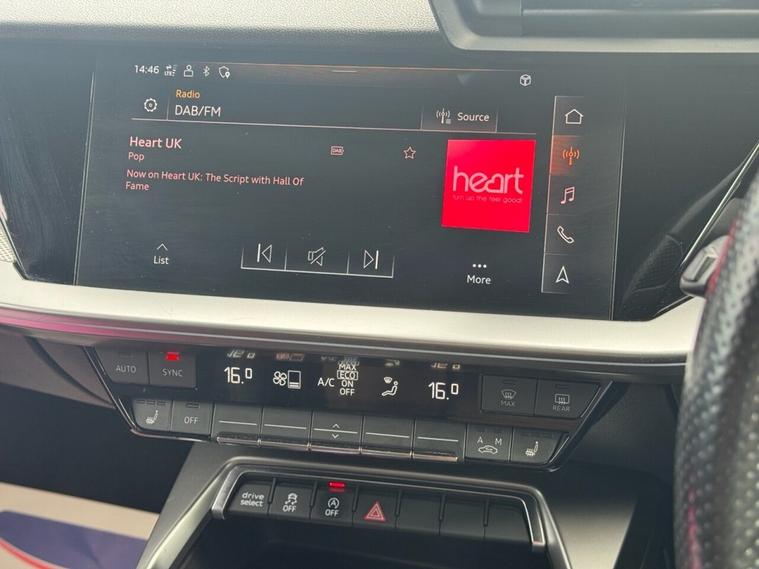 14:46 LTE
Radio
DAB/FM
Source
Heart UK
DAB
Pop
Now on Heart UK: The Script with Hall Of
Fame
heart
turn up the feel good!
List
More
AUTO
SYNC
16.0
A/C
MAX
ECO
ON
OFF
16.0
MAX
REAR
OFF
A M
drive
select
OFF
A
OFF